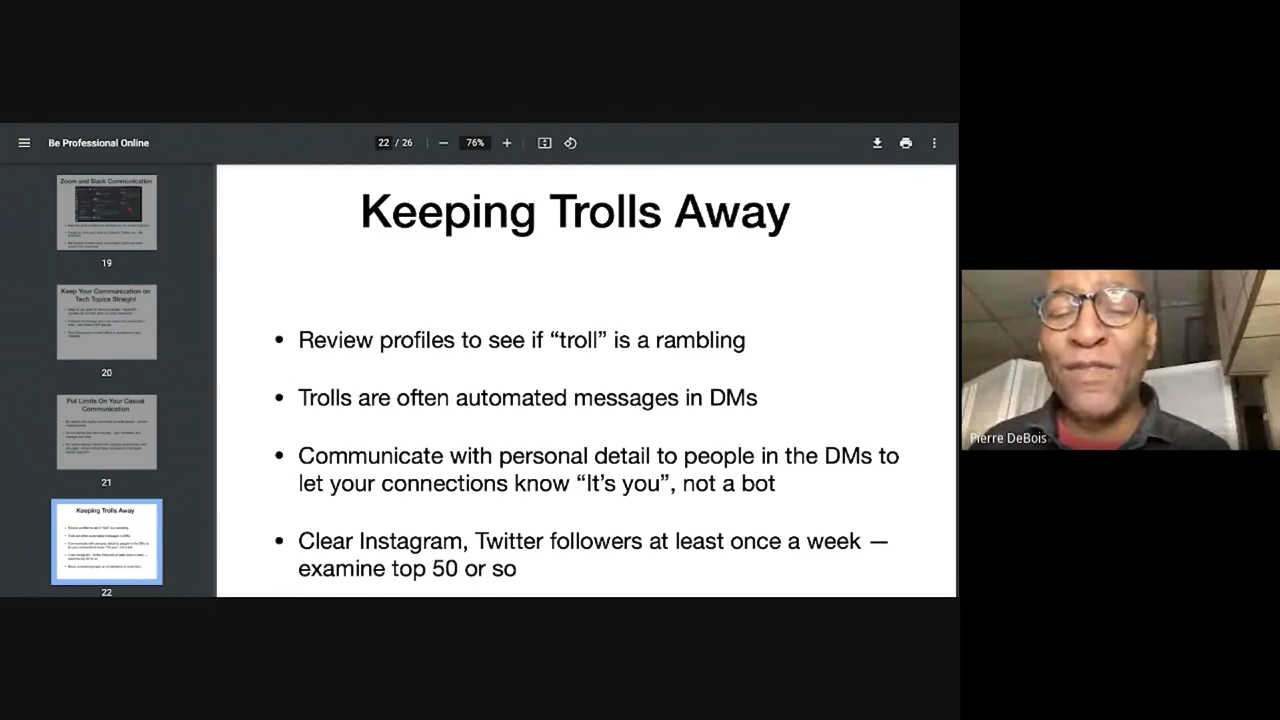 Be Professional Online
22 / 26
76%
Zoom and Slack Communication
19
Keep Your Communication on
Tech Topics Straight
20
Put Limits On Your Casual
Communication
21
Keeping Trolls Away
22
Keeping Trolls Away
• Review profiles to see if “troll” is a rambling
• Trolls are often automated messages in DMs
• Communicate with personal detail to people in the DMs to
let your connections know “It’s you”, not a bot
• Clear Instagram, Twitter followers at least once a week —
examine top 50 or so
Pierre DeBois